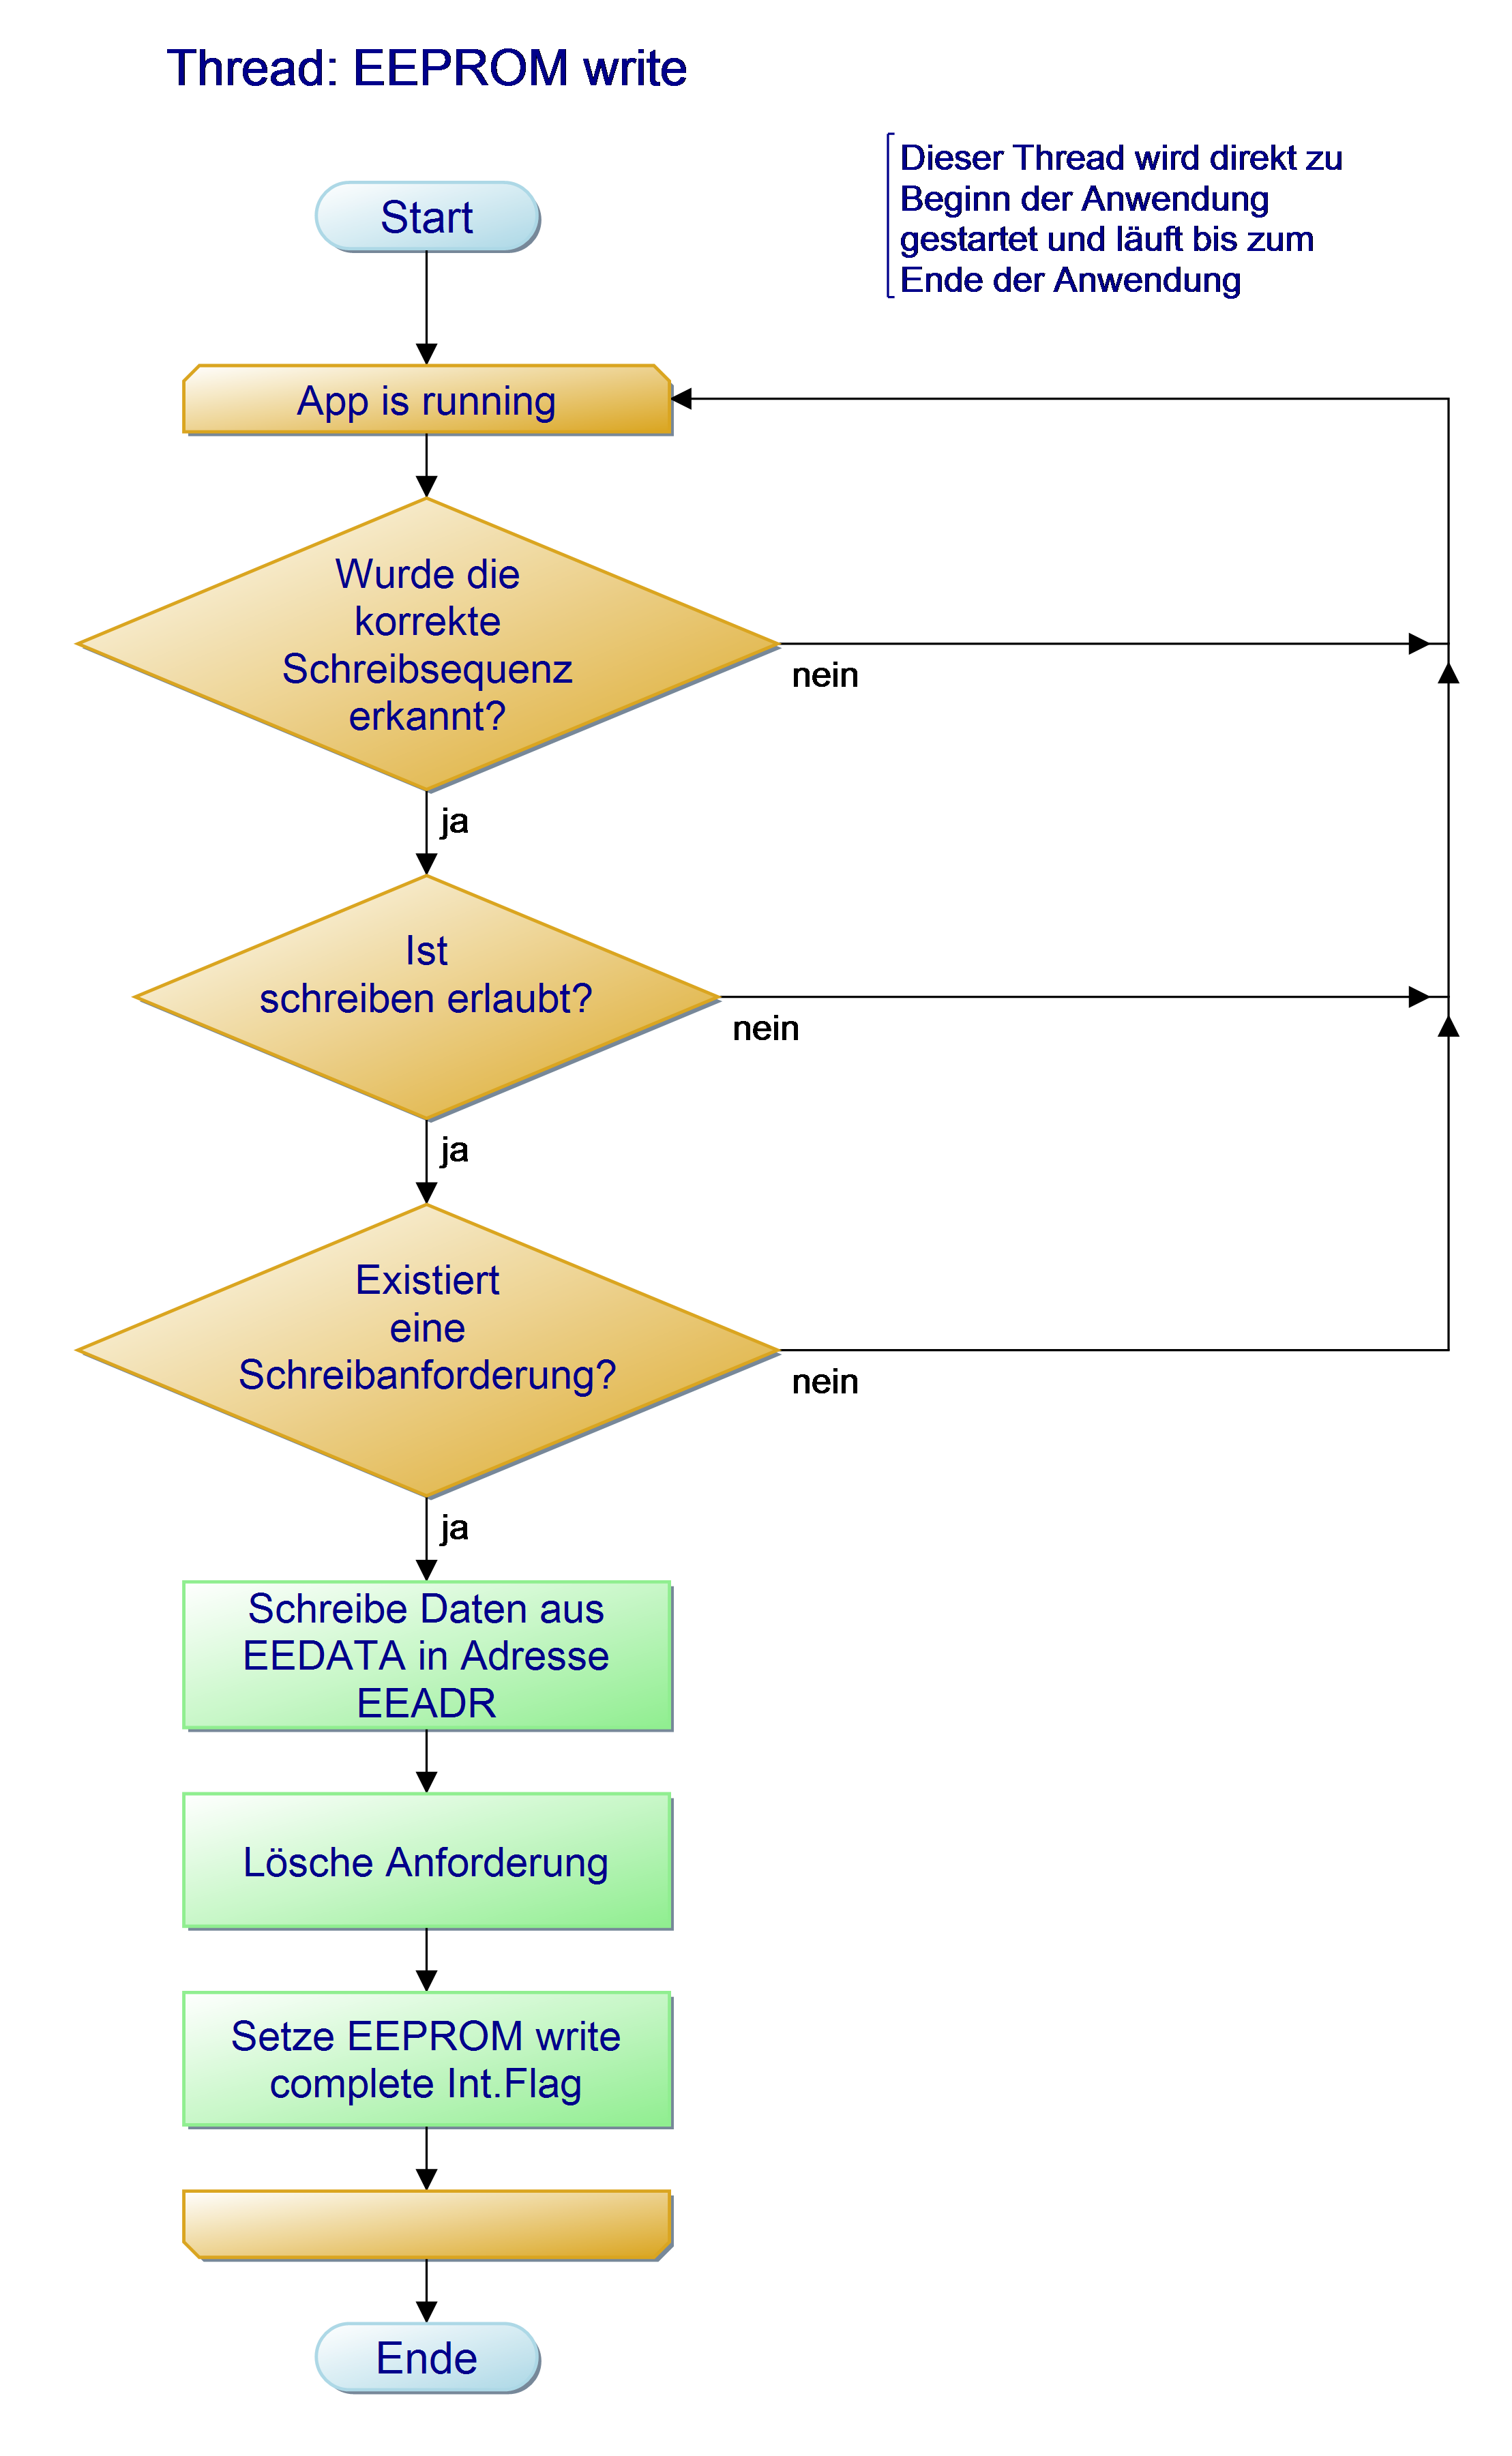 Thread: EEPROM write
Dieser Thread wird direkt zu
Beginn der Anwendung
gestartet und läuft bis zum
Ende der Anwendung
Start
App is running
Wurde die
korrekte
Schreibsequenz
erkannt?
nein
ja
Ist
schreiben erlaubt?
nein
ja
Existiert
eine
Schreibanforderung?
nein
ja
Schreibe Daten aus
EEDATA in Adresse
EEADR
Lösche Anforderung
Setze EEPROM write
complete Int.Flag
Ende